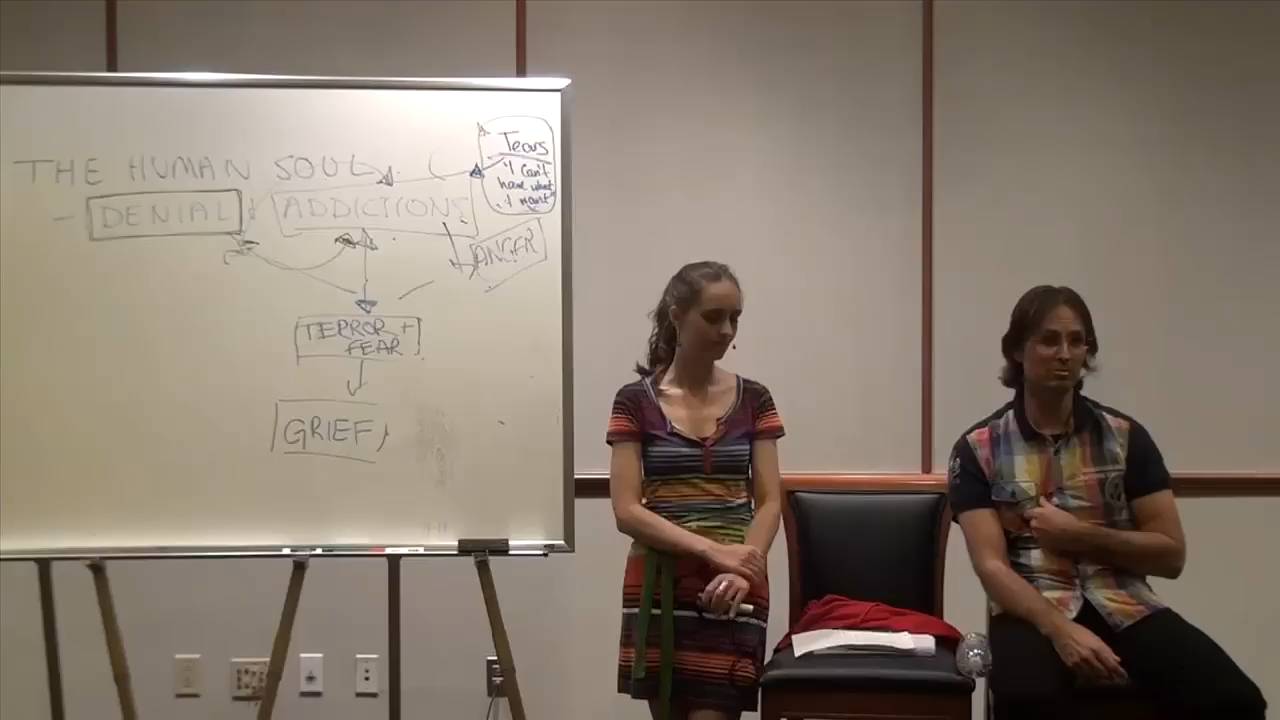 THE HUMAN SOUL
- DENIAL
ADDICTIONS
Tears
"I can't
have what
I want"
ANGER
TERROR +
FEAR
GRIEF